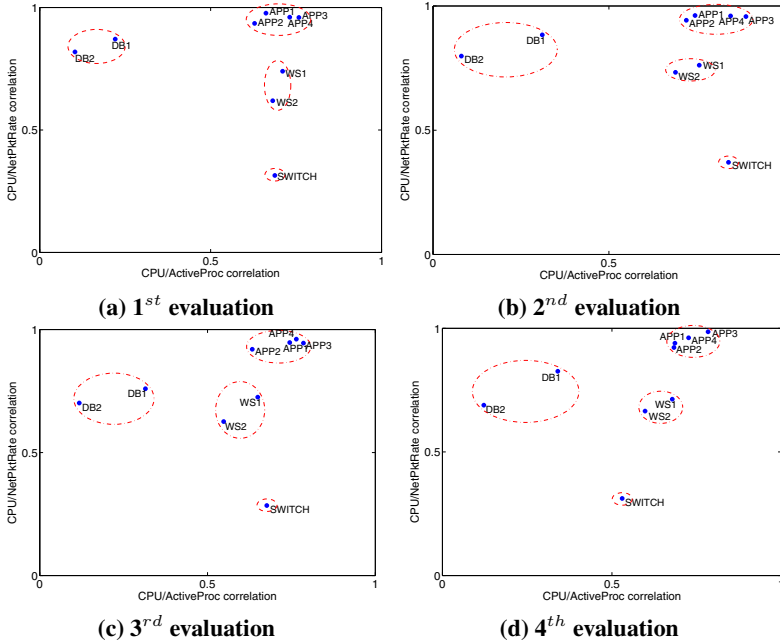 1
CPU/NetPktRate correlation
0.5
0
0
0.5
1
CPU/ActiveProc correlation
APP1
APP2
APP3
APP4
DB1
DB2
WS1
WS2
SWITCH
(a) 1st evaluation
1
CPU/NetPktRate correlation
0.5
0
0.5
CPU/ActiveProc correlation
APP1
APP2
APP4
APP3
DB1
DB2
WS1
WS2
SWITCH
(b) 2nd evaluation
1
CPU/NetPktRate correlation
0.5
0
0
0.5
1
CPU/ActiveProc correlation
APP4
APP2
APP1
APP3
DB1
DB2
WS1
WS2
SWITCH
(c) 3rd evaluation
1
CPU/NetPktRate correlation
0.5
0
0
0.5
CPU/ActiveProc correlation
APP1
APP3
APP4
APP2
DB1
DB2
WS1
WS2
SWITCH
(d) 4th evaluation